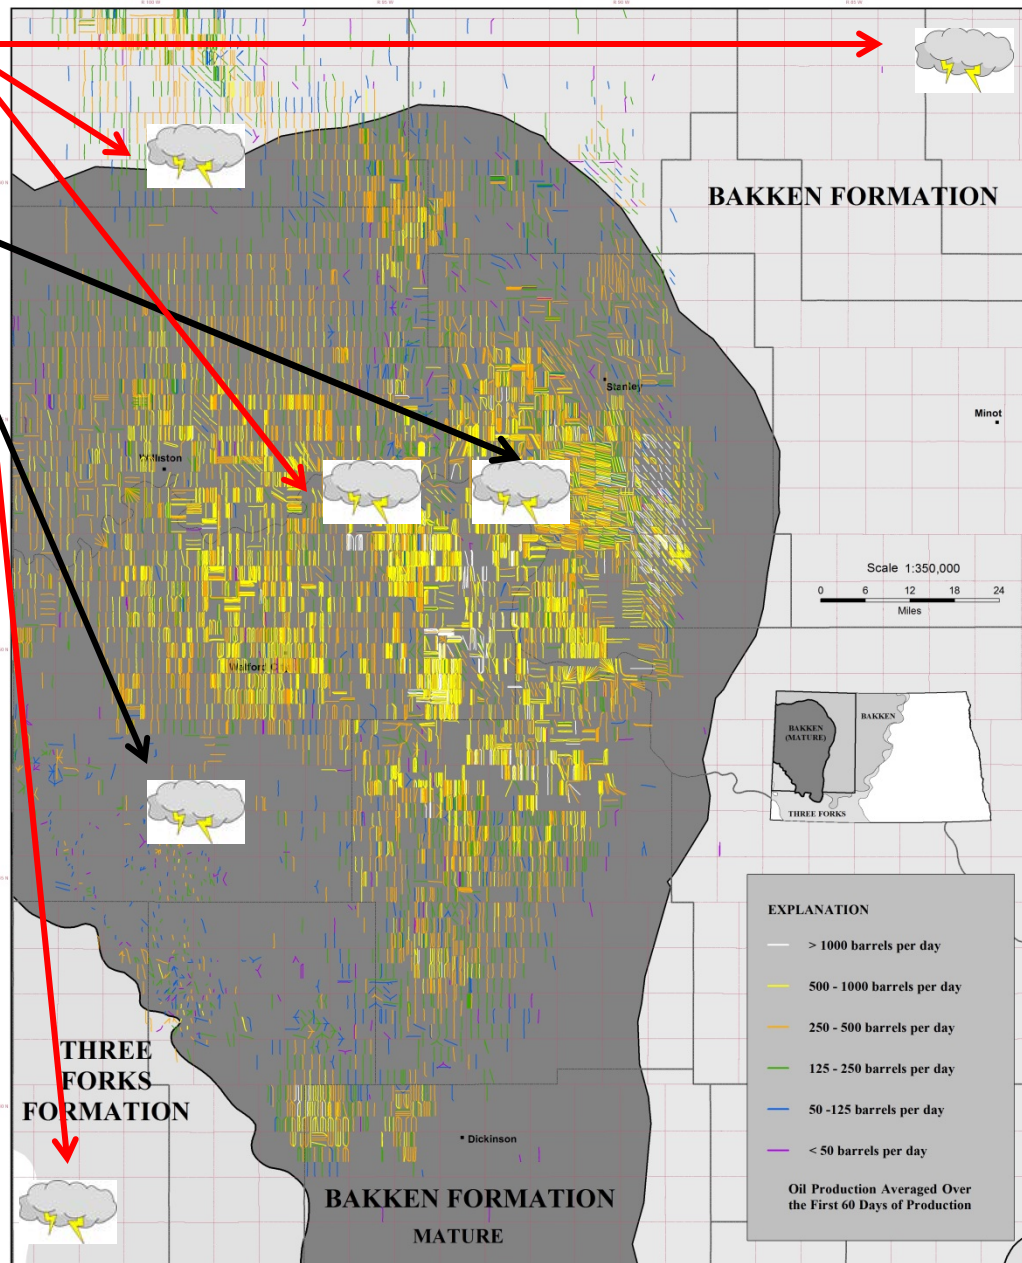 BAKKEN FORMATION
Stanley
Minot
Williston
Scale 1:350,000
0 6 12 18 24
Miles
Watford City
BAKKEN
BAKKEN
(MATURE)
THREE FORKS
EXPLANATION
> 1000 barrels per day
500 - 1000 barrels per day
250 - 500 barrels per day
125 - 250 barrels per day
50 -125 barrels per day
< 50 barrels per day
Oil Production Averaged Over
the First 60 Days of Production
THREE
FORKS
FORMATION
Dickinson
BAKKEN FORMATION
MATURE